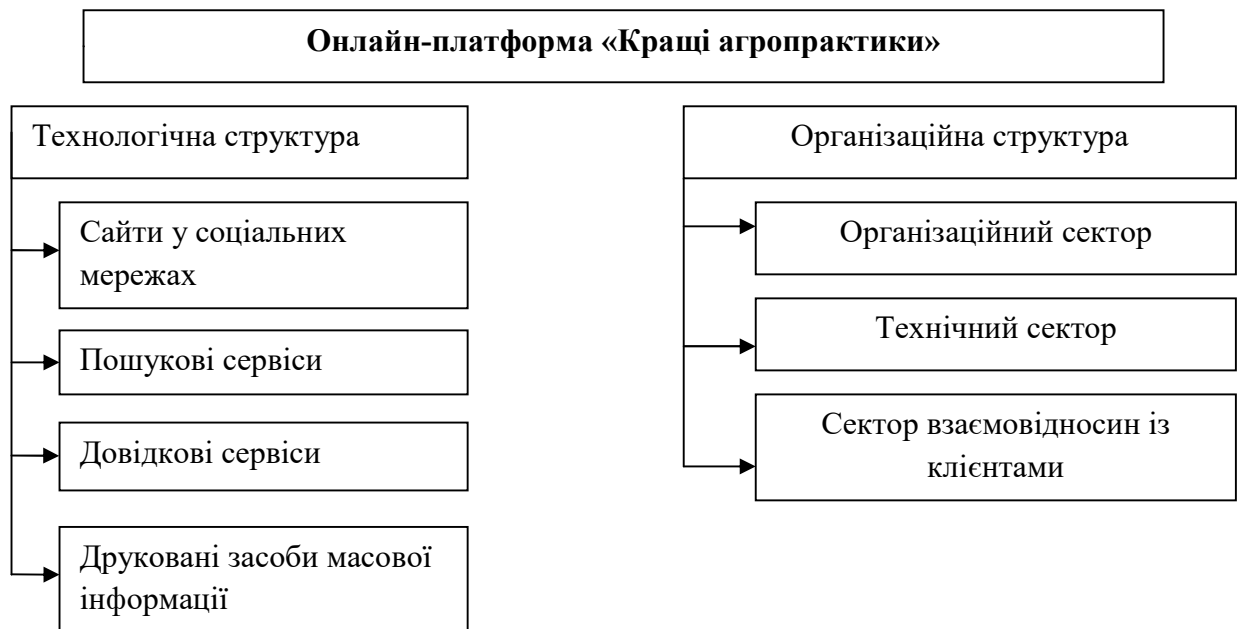 Онлайн-платформа «Кращі агропрактики»
Технологічна структура
Сайти у соціальних
мережах
Пошукові сервіси
Довідкові сервіси
Друковані засоби масової
інформації
Організаційна структура
Організаційний сектор
Технічний сектор
Сектор взаємовідносин із
клієнтами